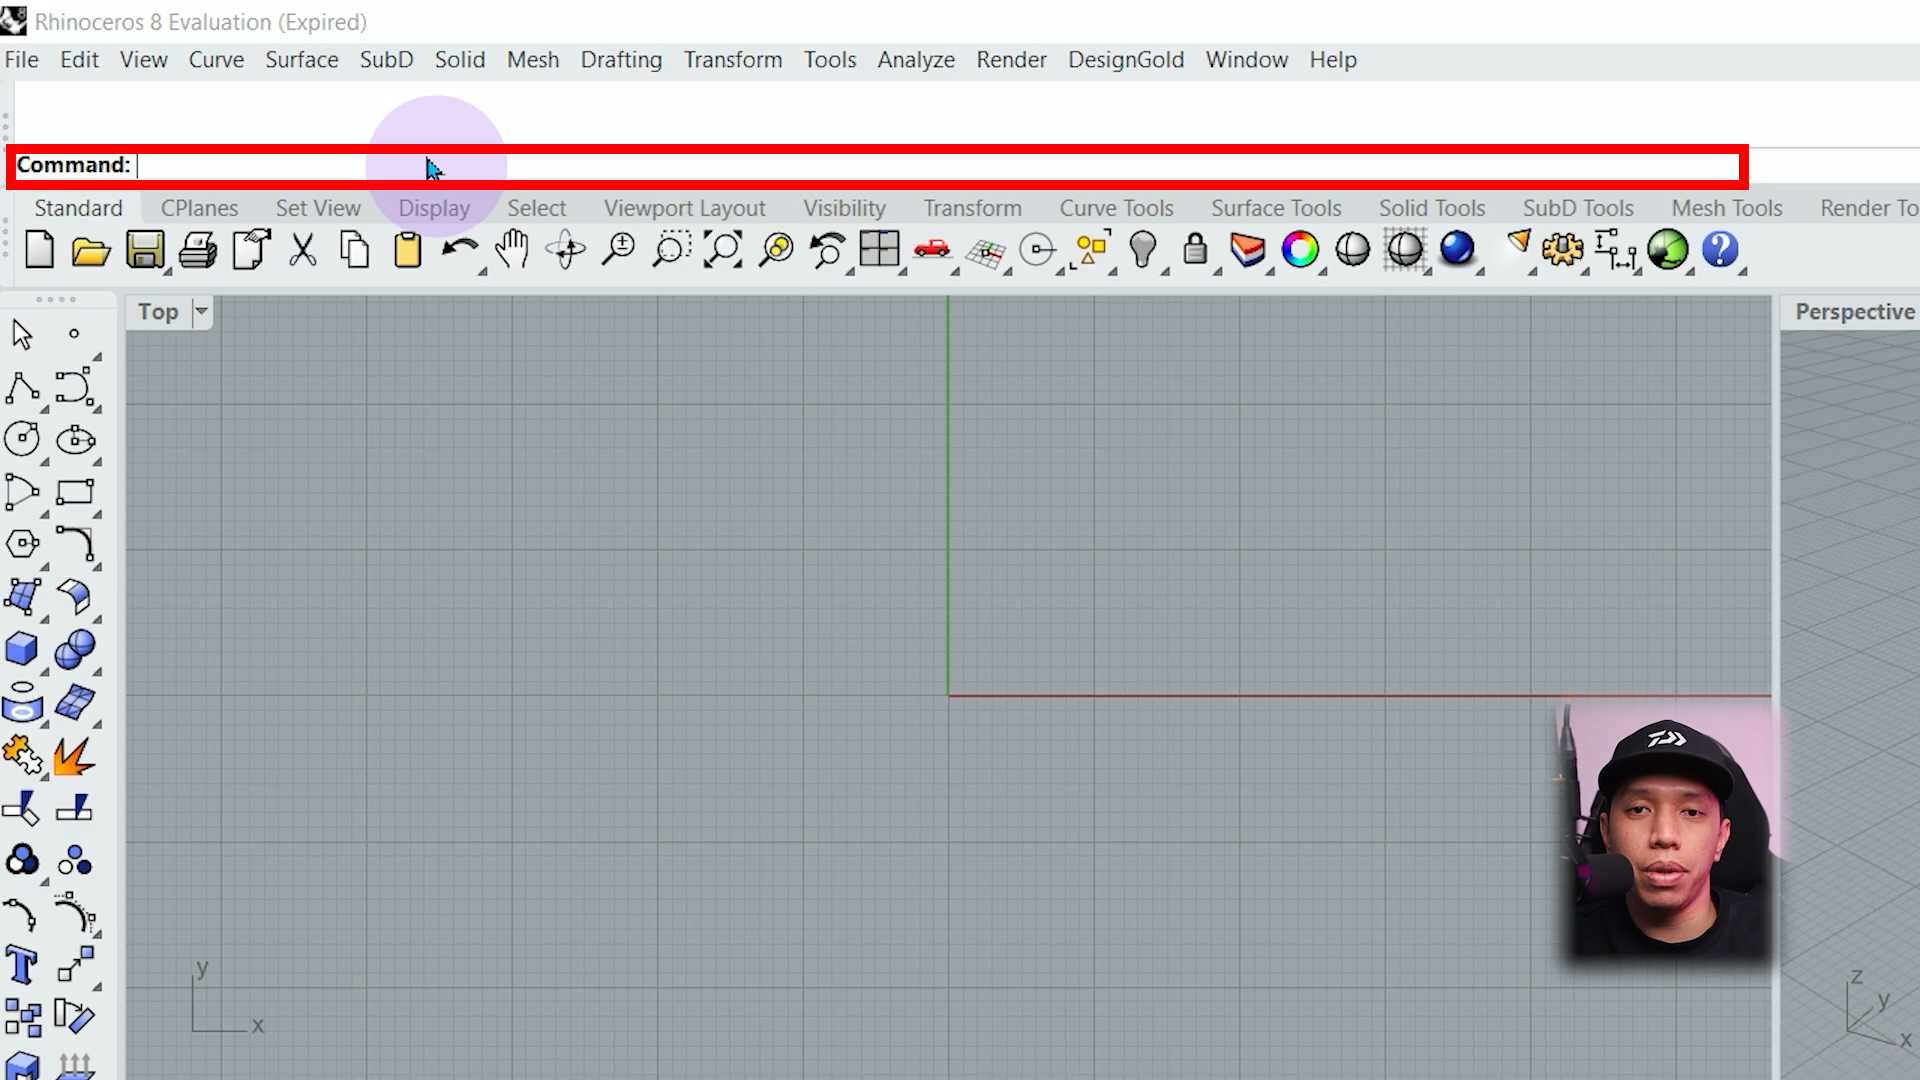 Rhinoceros 8 Evaluation (Expired)
File Edit View Curve Surface SubD Solid Mesh Drafting Transform Tools Analyze Render DesignGold Window Help
Command:
Standard CPlanes Set View Display Select Viewport Layout Visibility Transform Curve Tools Surface Tools Solid Tools SubD Tools Mesh Tools Render To
Top Perspective
y
x
z
y
x